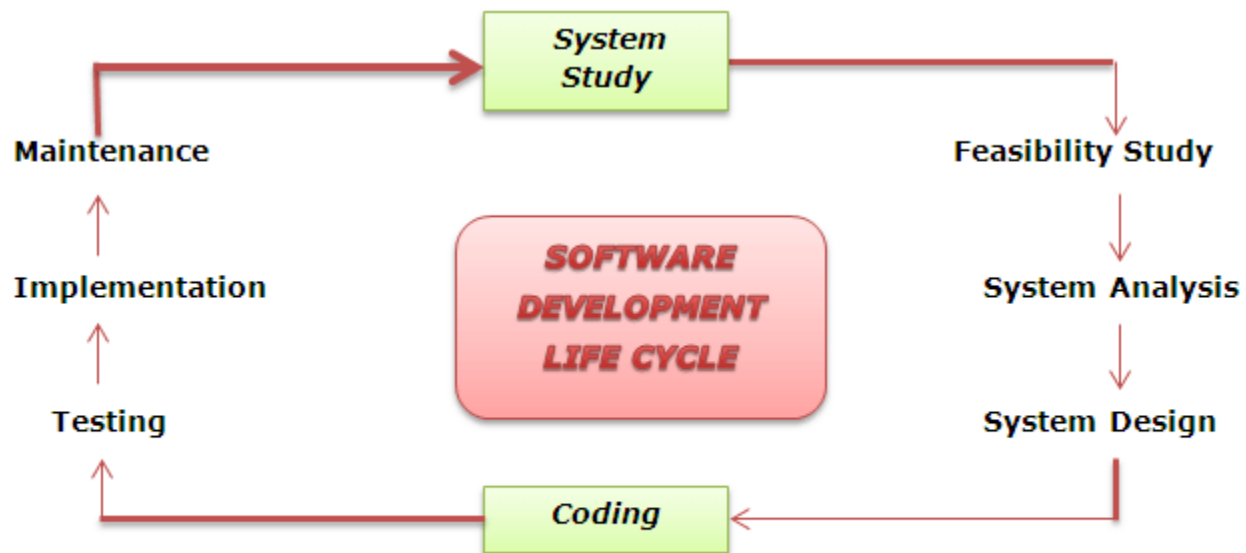 System
Study
Maintenance
Feasibility Study
SOFTWARE
DEVELOPMENT
LIFE CYCLE
Implementation
System Analysis
Testing
System Design
Coding